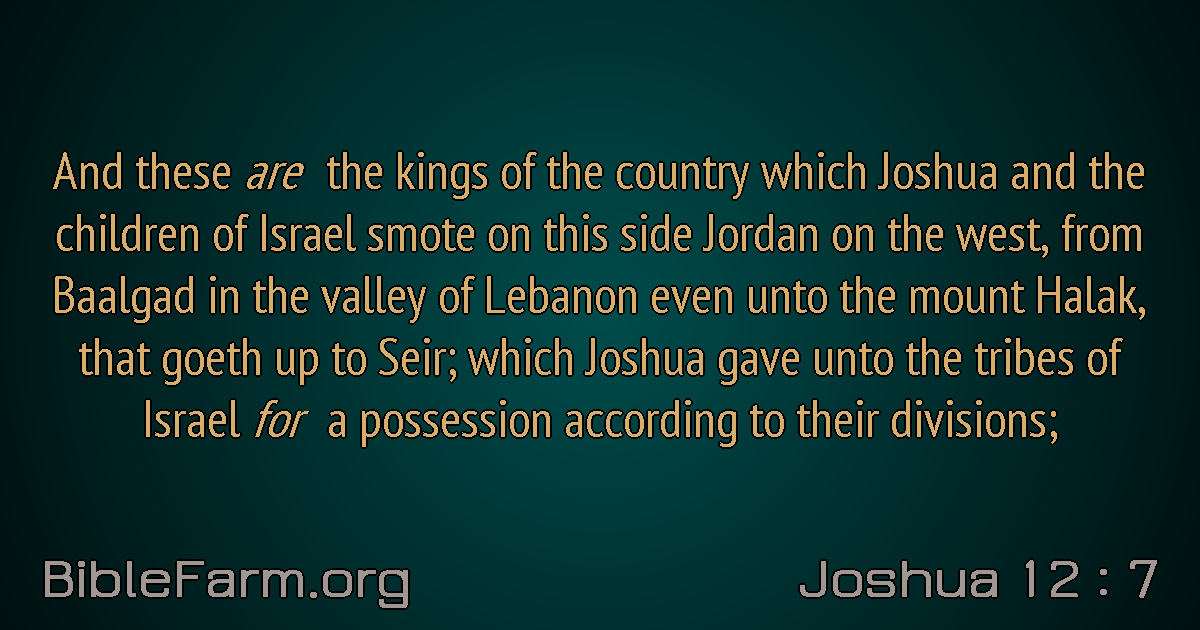 And these are the kings of the country which Joshua and the
children of Israel smote on this side Jordan on the west, from
Baalgad in the valley of Lebanon even unto the mount Halak,
that goeth up to Seir; which Joshua gave unto the tribes of
Israel for a possession according to their divisions;
BibleFarm.org
Joshua 12 : 7